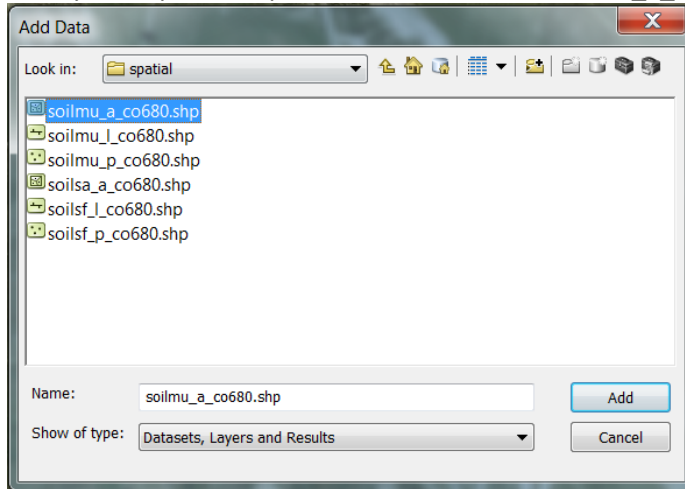 Add Data
Look in: spatial
soilmu_a_co680.shp
soilmu_l_co680.shp
soilmu_p_co680.shp
soilsa_a_co680.shp
soilsf_l_co680.shp
soilsf_p_co680.shp
Name: soilmu_a_co680.shp Add
Show of type: Datasets, Layers and Results Cancel